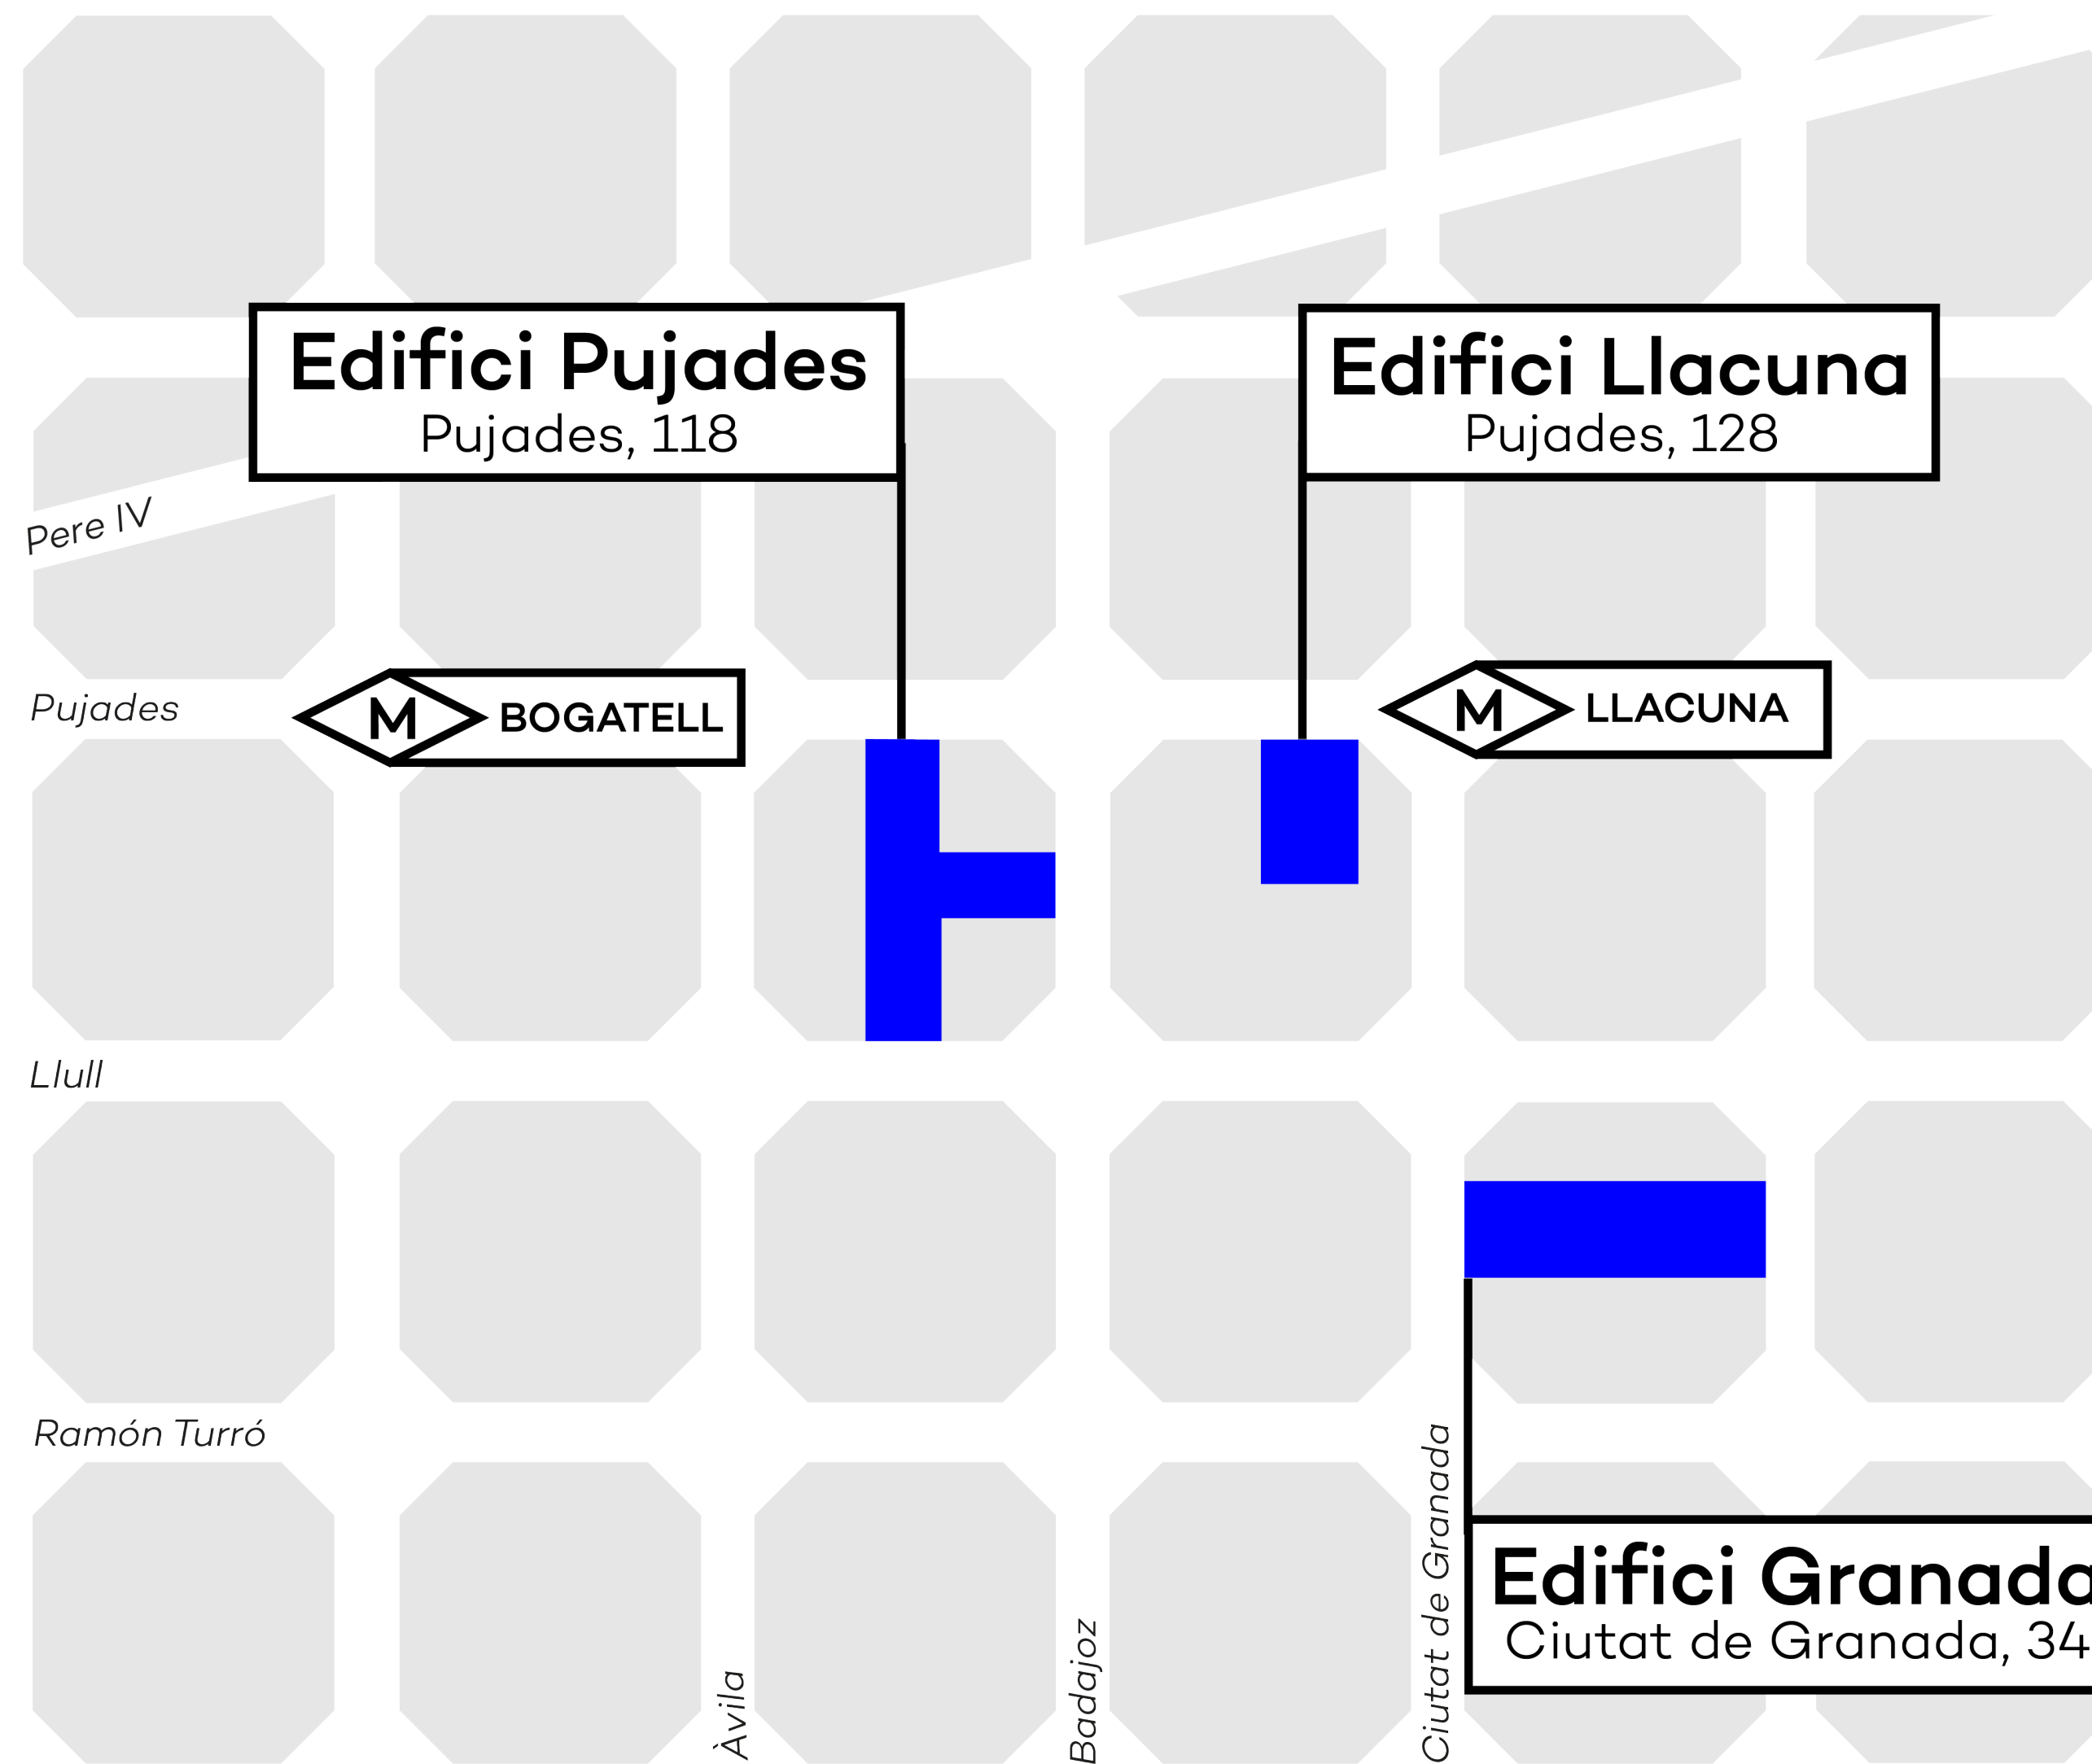 Edifici Pujades
Pujades, 118
Edifici Llacuna
Pujades, 128
Pere IV
Pujades
M BOGATELL
M LLACUNA
Llull
Ramón Turró
Àvila
Badajoz
Ciutat de Granada
Edifici Granada
Ciutat de Granada, 34